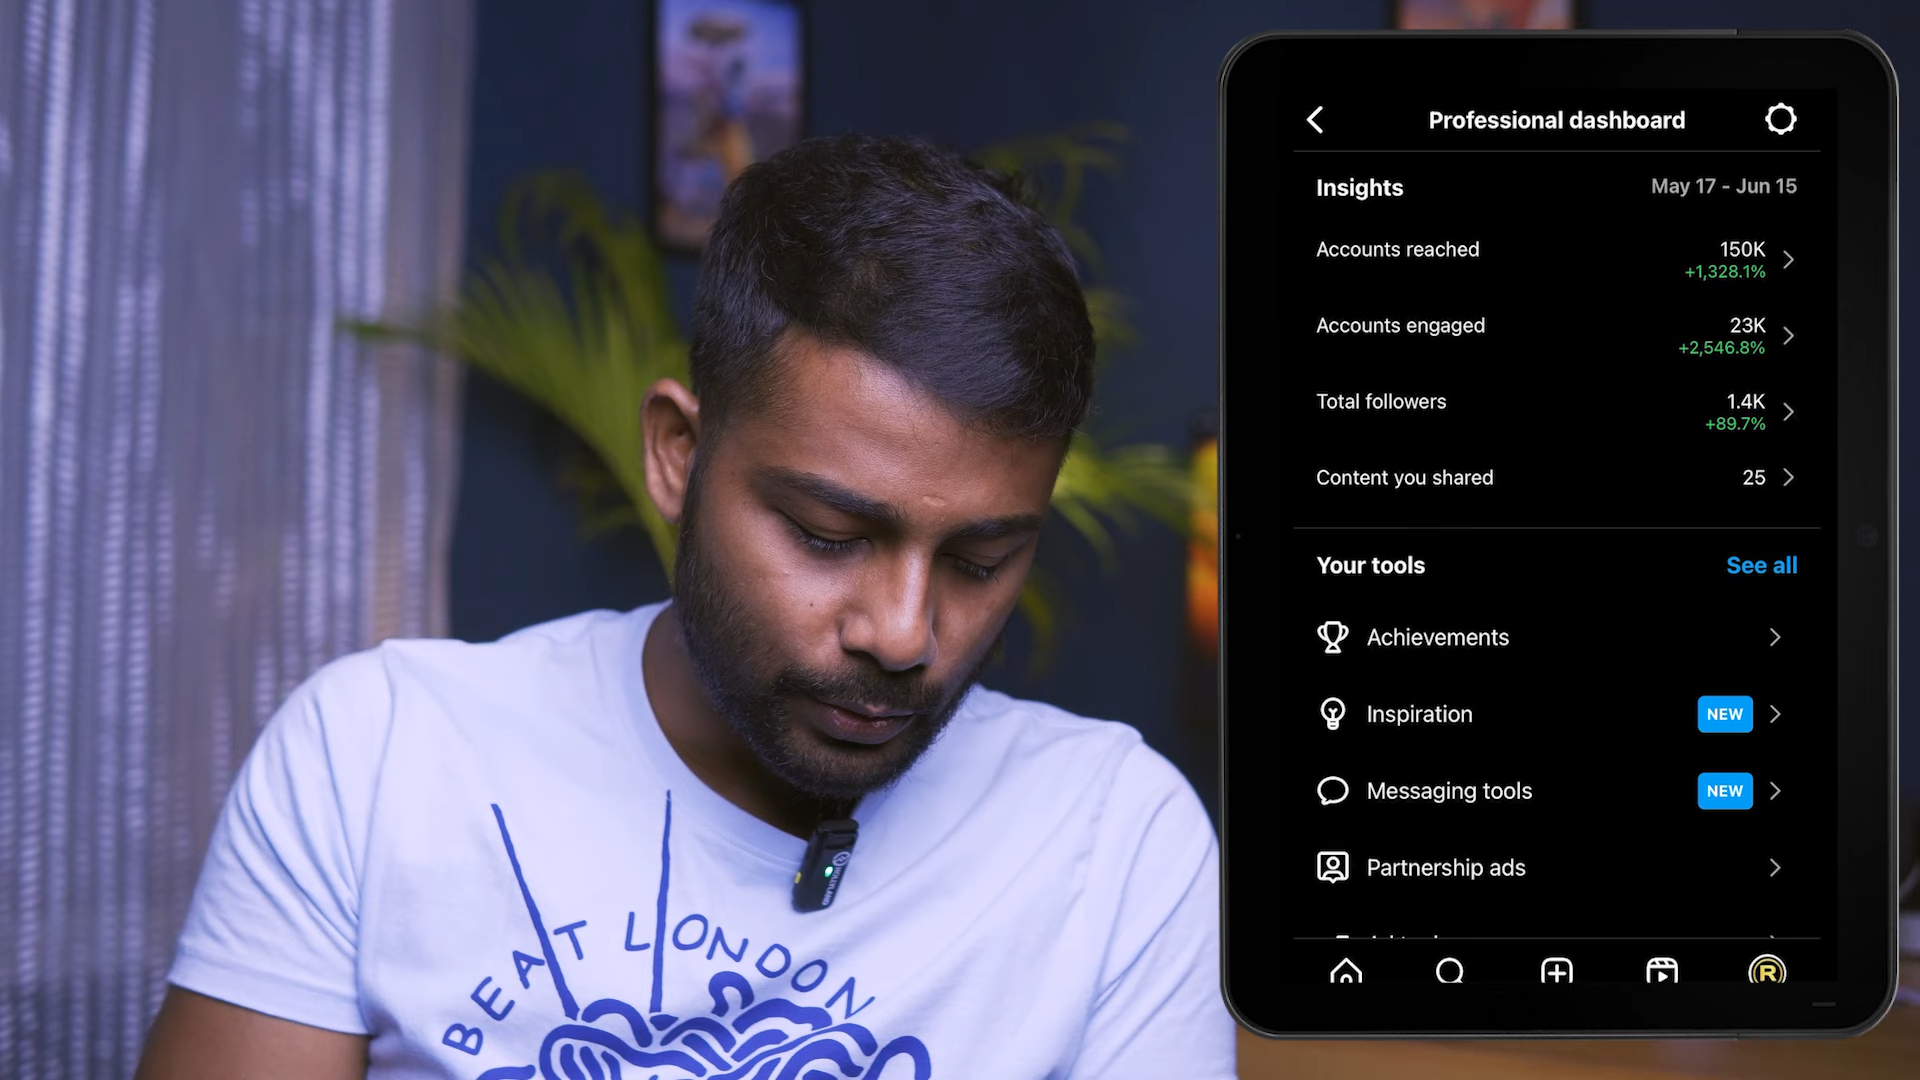 Professional dashboard
Insights
May 17 - Jun 15
Accounts reached
150K
+1,328.1%
Accounts engaged
23K
+2,546.8%
Total followers
1.4K
+89.7%
Content you shared
25
Your tools
See all
Achievements
Inspiration
NEW
Messaging tools
NEW
Partnership ads
R
BEAT LONDON
HOLLYLAND